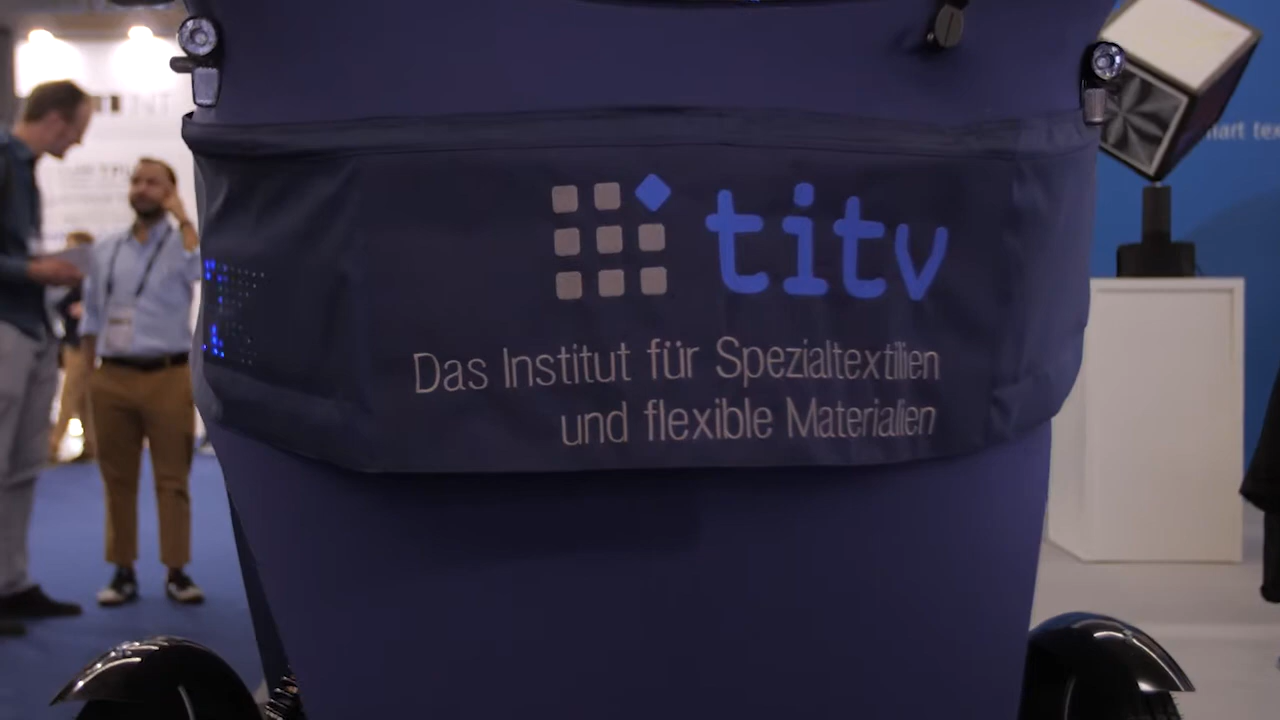 titv
Das Institut für Spezialtextilien
und flexible Materialien